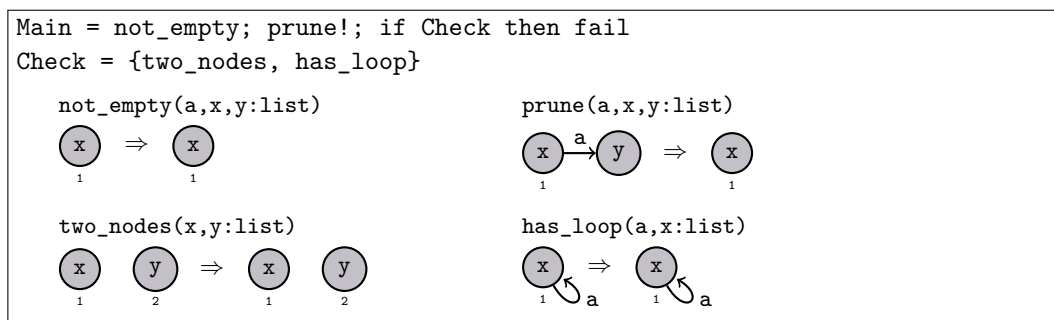 Main = not_empty; prune!; if Check then fail
Check = {two_nodes, has_loop}
not_empty(a,x,y:list) prune(a,x,y:list)
x ⇒ x x a y ⇒ x
1 1 1 1
two_nodes(x,y:list) has_loop(a,x:list)
x y ⇒ x y x a ⇒ x a
1 2 1 2 1 1